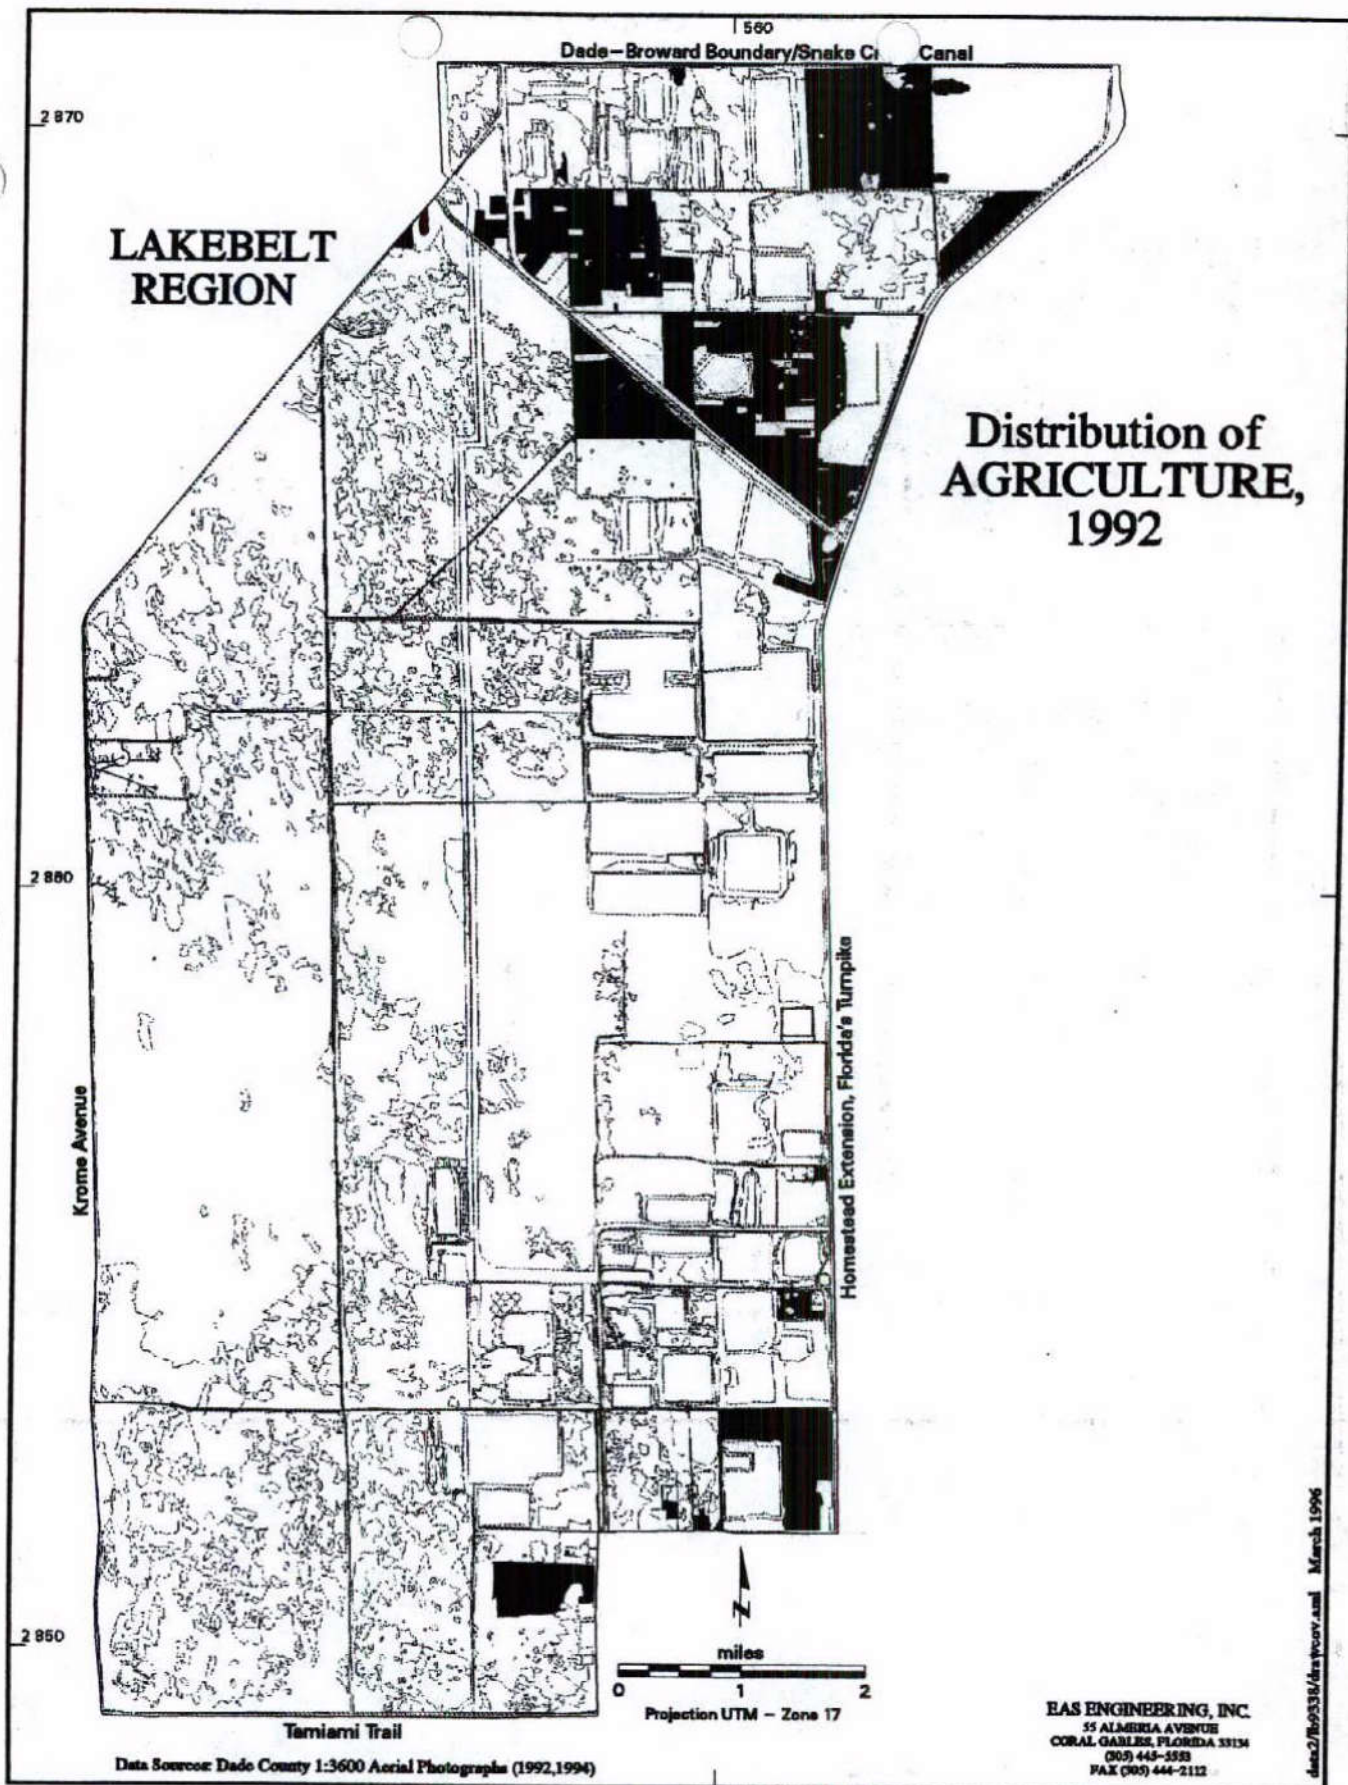 560
Dade–Broward Boundary/Snake Canal
2 870
LAKEBELT
REGION
Distribution of
AGRICULTURE,
1992
2 860
Krome Avenue
Homestead Extension, Florida's Turnpike
2 850
N
miles
0 1 2
Projection UTM – Zone 17
Tamiami Trail
Data Sources: Dade County 1:3600 Aerial Photographs (1992,1994)
EAS ENGINEERING, INC.
55 ALMERIA AVENUE
CORAL GABLES, FLORIDA 33134
(305) 445-5553
FAX (305) 444-2112
March 1996